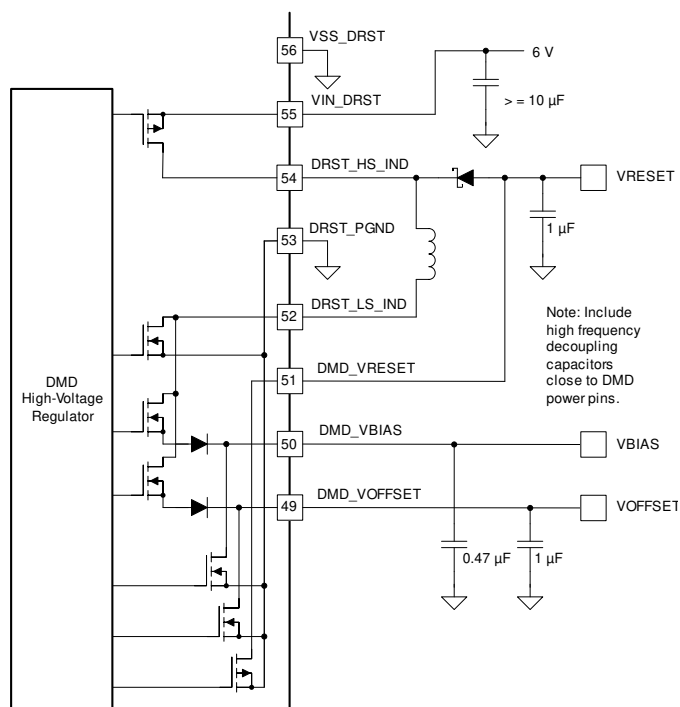 VSS_DRST
56
6 V
VIN_DRST
55
> = 10 µF
DRST_HS_IND
54
VRESET
DRST_PGND
53
1 µF
DRST_LS_IND
52
Note: Include
high frequency
decoupling
capacitors
close to DMD
power pins.
DMD
High-Voltage
Regulator
DMD_VRESET
51
DMD_VBIAS
50
VBIAS
DMD_VOFFSET
49
VOFFSET
0.47 µF
1 µF